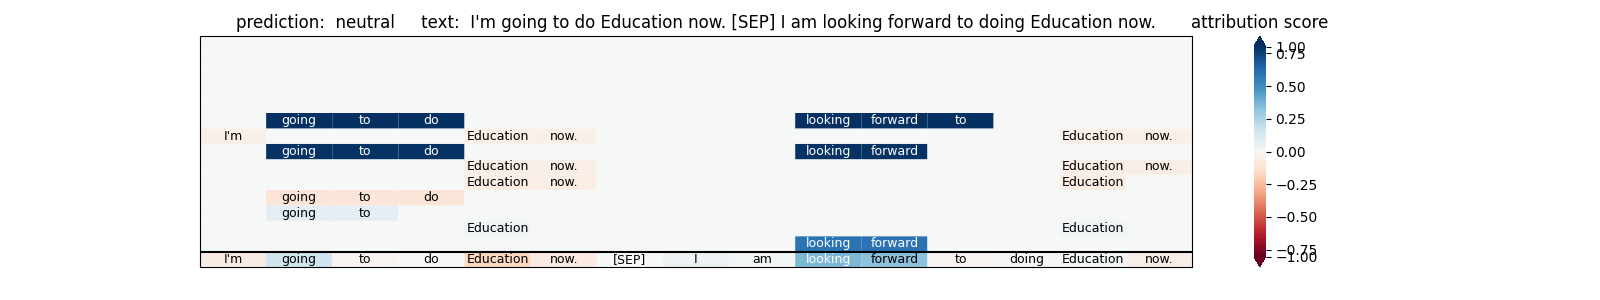 prediction: neutral text: I'm going to do Education now. [SEP] I am looking forward to doing Education now. attribution score
going to do looking forward to
I'm Education now. Education now.
going to do looking forward
Education now. Education now.
Education now. Education
going to do
going to
Education Education
looking forward
I'm going to do Education now. [SEP] I am looking forward to doing Education now.
1.00
0.75
0.50
0.25
0.00
−0.25
−0.50
−0.75
−1.00